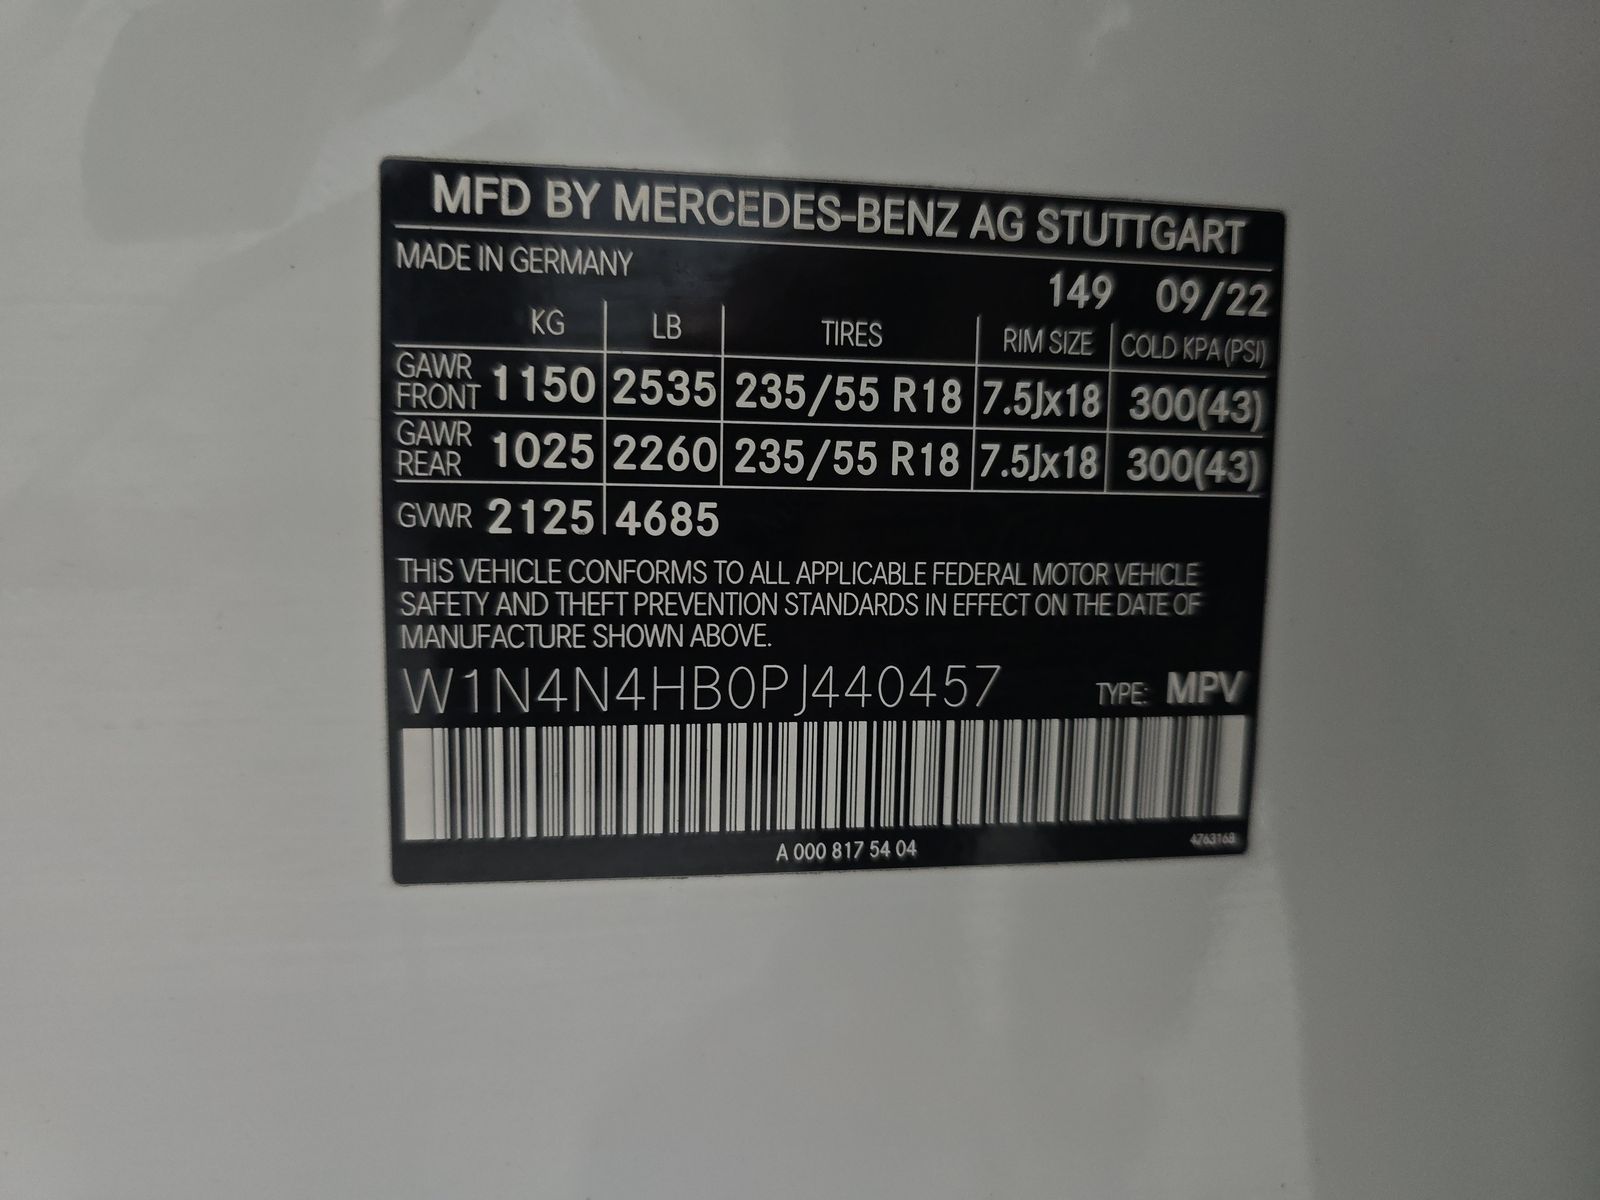 MFD BY MERCEDES-BENZ AG STUTTGART
MADE IN GERMANY
149 09/22
KG LB TIRES RIM SIZE COLD KPA(PSI)
GAWR FRONT 1150 2535 235/55 R18 7.5Jx18 300(43)
GAWR REAR 1025 2260 235/55 R18 7.5Jx18 300(43)
GVWR 2125 4685
THIS VEHICLE CONFORMS TO ALL APPLICABLE FEDERAL MOTOR VEHICLE
SAFETY AND THEFT PREVENTION STANDARDS IN EFFECT ON THE DATE OF
MANUFACTURE SHOWN ABOVE.
W1N4N4HB0PJ440457 TYPE: MPV
A 000 817 54 04 4763168